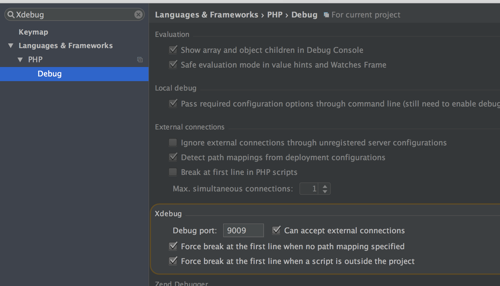 Xdebug
Languages & Frameworks › PHP › Debug For current project
Keymap
Languages & Frameworks
PHP
Debug
Evaluation
Show array and object children in Debug Console
Safe evaluation mode in value hints and Watches Frame
Local debug
Pass required configuration options through command line (still need to enable debug
External connections
Ignore external connections through unregistered server configurations
Detect path mappings from deployment configurations
Break at first line in PHP scripts
Max. simultaneous connections: 1
Xdebug
Debug port: 9009 Can accept external connections
Force break at the first line when no path mapping specified
Force break at the first line when a script is outside the project
Zend Debugger